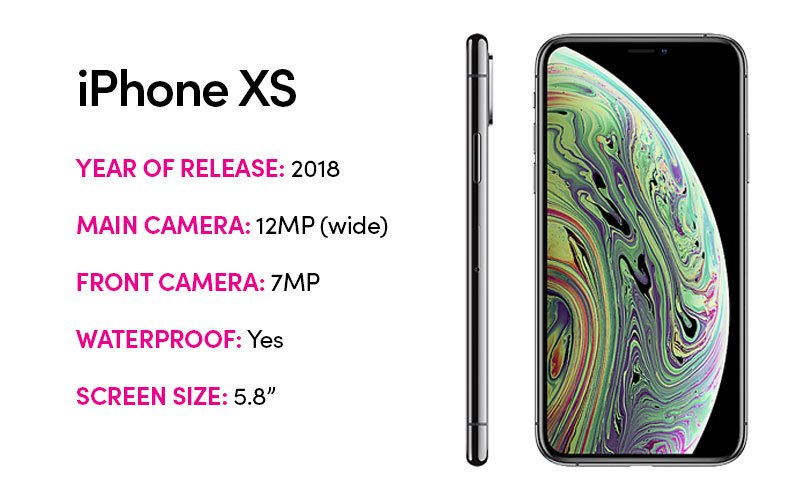 iPhone XS
YEAR OF RELEASE: 2018
MAIN CAMERA: 12MP (wide)
FRONT CAMERA: 7MP
WATERPROOF: Yes
SCREEN SIZE: 5.8”